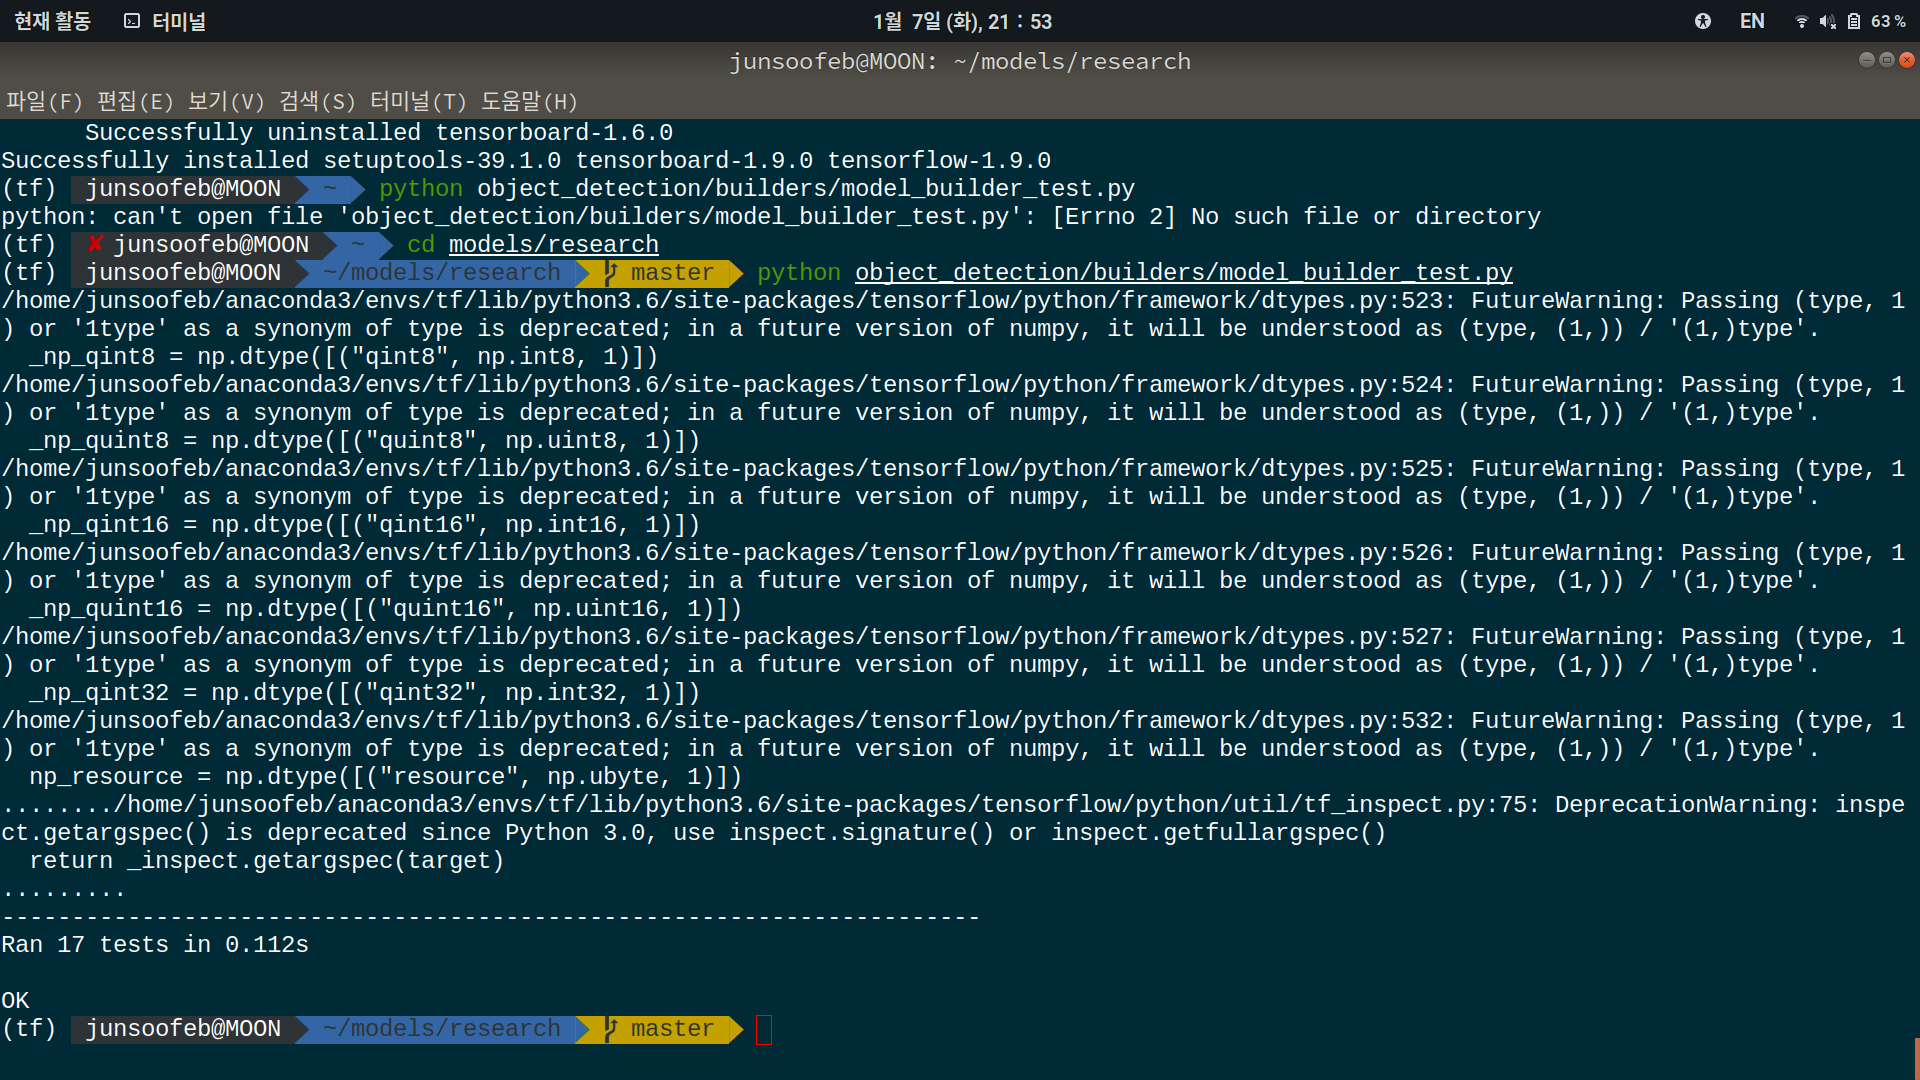 현재 활동 터미널 1월 7일 (화), 21 : 53 EN 63 %
junsoofeb@MOON: ~/models/research
파일(F) 편집(E) 보기(V) 검색(S) 터미널(T) 도움말(H)
Successfully uninstalled tensorboard-1.6.0
Successfully installed setuptools-39.1.0 tensorboard-1.9.0 tensorflow-1.9.0
(tf) junsoofeb@MOON ~ python object_detection/builders/model_builder_test.py
python: can't open file 'object_detection/builders/model_builder_test.py': [Errno 2] No such file or directory
(tf) ✘ junsoofeb@MOON ~ cd models/research
(tf) junsoofeb@MOON ~/models/research master python object_detection/builders/model_builder_test.py
/home/junsoofeb/anaconda3/envs/tf/lib/python3.6/site-packages/tensorflow/python/framework/dtypes.py:523: FutureWarning: Passing (type, 1
) or '1type' as a synonym of type is deprecated; in a future version of numpy, it will be understood as (type, (1,)) / '(1,)type'.
_np_qint8 = np.dtype([("qint8", np.int8, 1)])
/home/junsoofeb/anaconda3/envs/tf/lib/python3.6/site-packages/tensorflow/python/framework/dtypes.py:524: FutureWarning: Passing (type, 1
) or '1type' as a synonym of type is deprecated; in a future version of numpy, it will be understood as (type, (1,)) / '(1,)type'.
_np_quint8 = np.dtype([("quint8", np.uint8, 1)])
/home/junsoofeb/anaconda3/envs/tf/lib/python3.6/site-packages/tensorflow/python/framework/dtypes.py:525: FutureWarning: Passing (type, 1
) or '1type' as a synonym of type is deprecated; in a future version of numpy, it will be understood as (type, (1,)) / '(1,)type'.
_np_qint16 = np.dtype([("qint16", np.int16, 1)])
/home/junsoofeb/anaconda3/envs/tf/lib/python3.6/site-packages/tensorflow/python/framework/dtypes.py:526: FutureWarning: Passing (type, 1
) or '1type' as a synonym of type is deprecated; in a future version of numpy, it will be understood as (type, (1,)) / '(1,)type'.
_np_quint16 = np.dtype([("quint16", np.uint16, 1)])
/home/junsoofeb/anaconda3/envs/tf/lib/python3.6/site-packages/tensorflow/python/framework/dtypes.py:527: FutureWarning: Passing (type, 1
) or '1type' as a synonym of type is deprecated; in a future version of numpy, it will be understood as (type, (1,)) / '(1,)type'.
_np_qint32 = np.dtype([("qint32", np.int32, 1)])
/home/junsoofeb/anaconda3/envs/tf/lib/python3.6/site-packages/tensorflow/python/framework/dtypes.py:532: FutureWarning: Passing (type, 1
) or '1type' as a synonym of type is deprecated; in a future version of numpy, it will be understood as (type, (1,)) / '(1,)type'.
np_resource = np.dtype([("resource", np.ubyte, 1)])
......../home/junsoofeb/anaconda3/envs/tf/lib/python3.6/site-packages/tensorflow/python/util/tf_inspect.py:75: DeprecationWarning: inspe
ct.getargspec() is deprecated since Python 3.0, use inspect.signature() or inspect.getfullargspec()
return _inspect.getargspec(target)
.........
----------------------------------------------------------------------
Ran 17 tests in 0.112s
OK
(tf) junsoofeb@MOON ~/models/research master